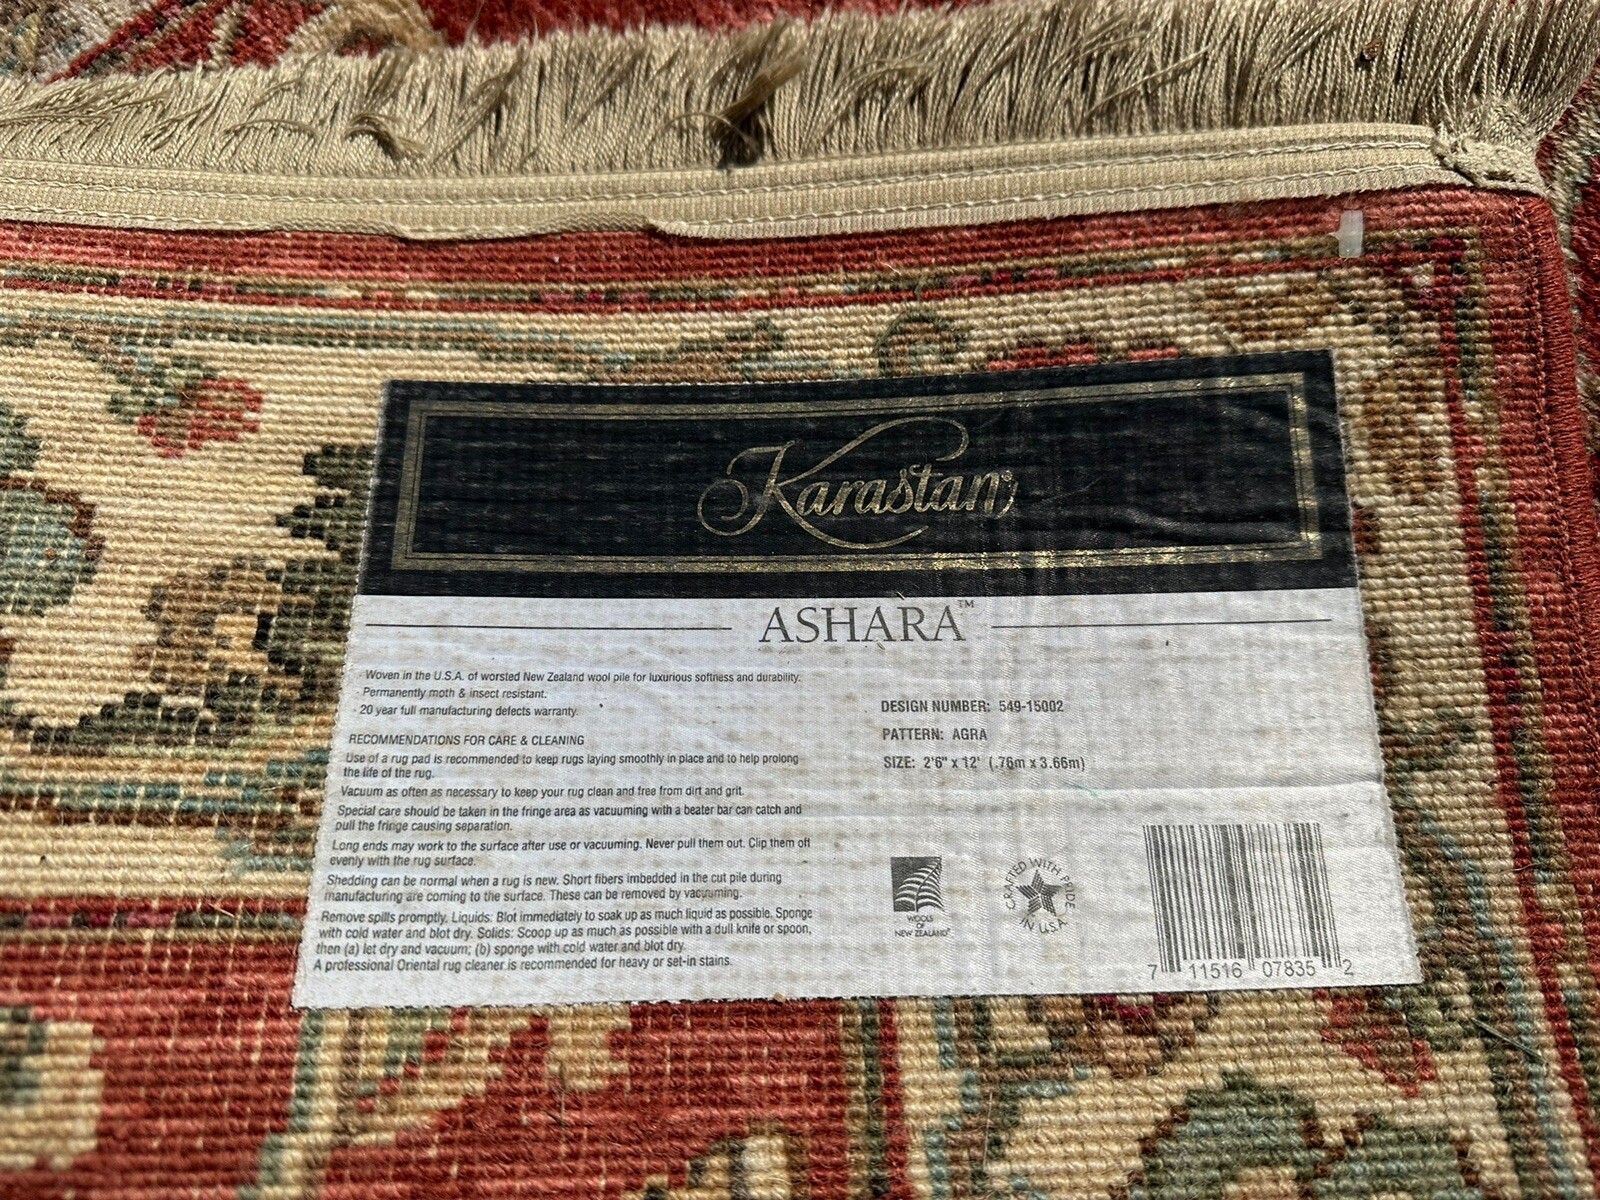 Karastan
ASHARA™
Woven in the U.S.A. of worsted New Zealand wool pile for luxurious softness and durability.
Permanently moth & insect resistant.
20 year full manufacturing defects warranty.
RECOMMENDATIONS FOR CARE & CLEANING
Use of a rug pad is recommended to keep rugs laying smoothly in place and to help prolong
the life of the rug.
Vacuum as often as necessary to keep your rug clean and free from dirt and grit.
Special care should be taken in the fringe area as vacuuming with a beater bar can catch and
pull the fringe causing separation.
Long ends may work to the surface after use or vacuuming. Never pull them out. Clip them off
evenly with the rug surface.
Shedding can be normal when a rug is new. Short fibers imbedded in the cut pile during
manufacturing are coming to the surface. These can be removed by vacuuming.
Remove spills promptly. Liquids: Blot immediately to soak up as much liquid as possible. Sponge
with cold water and blot dry. Solids: Scoop up as much as possible with a dull knife or spoon,
then (a) let dry and vacuum; (b) sponge with cold water and blot dry.
A professional Oriental rug cleaner is recommended for heavy or set-in stains.
DESIGN NUMBER: 549-15002
PATTERN: AGRA
SIZE: 2'6" x 12' (.76m x 3.66m)
WOOLS
OF
NEW ZEALAND
CRAFTED WITH PRIDE
IN U.S.A.
7 11516 07835 2